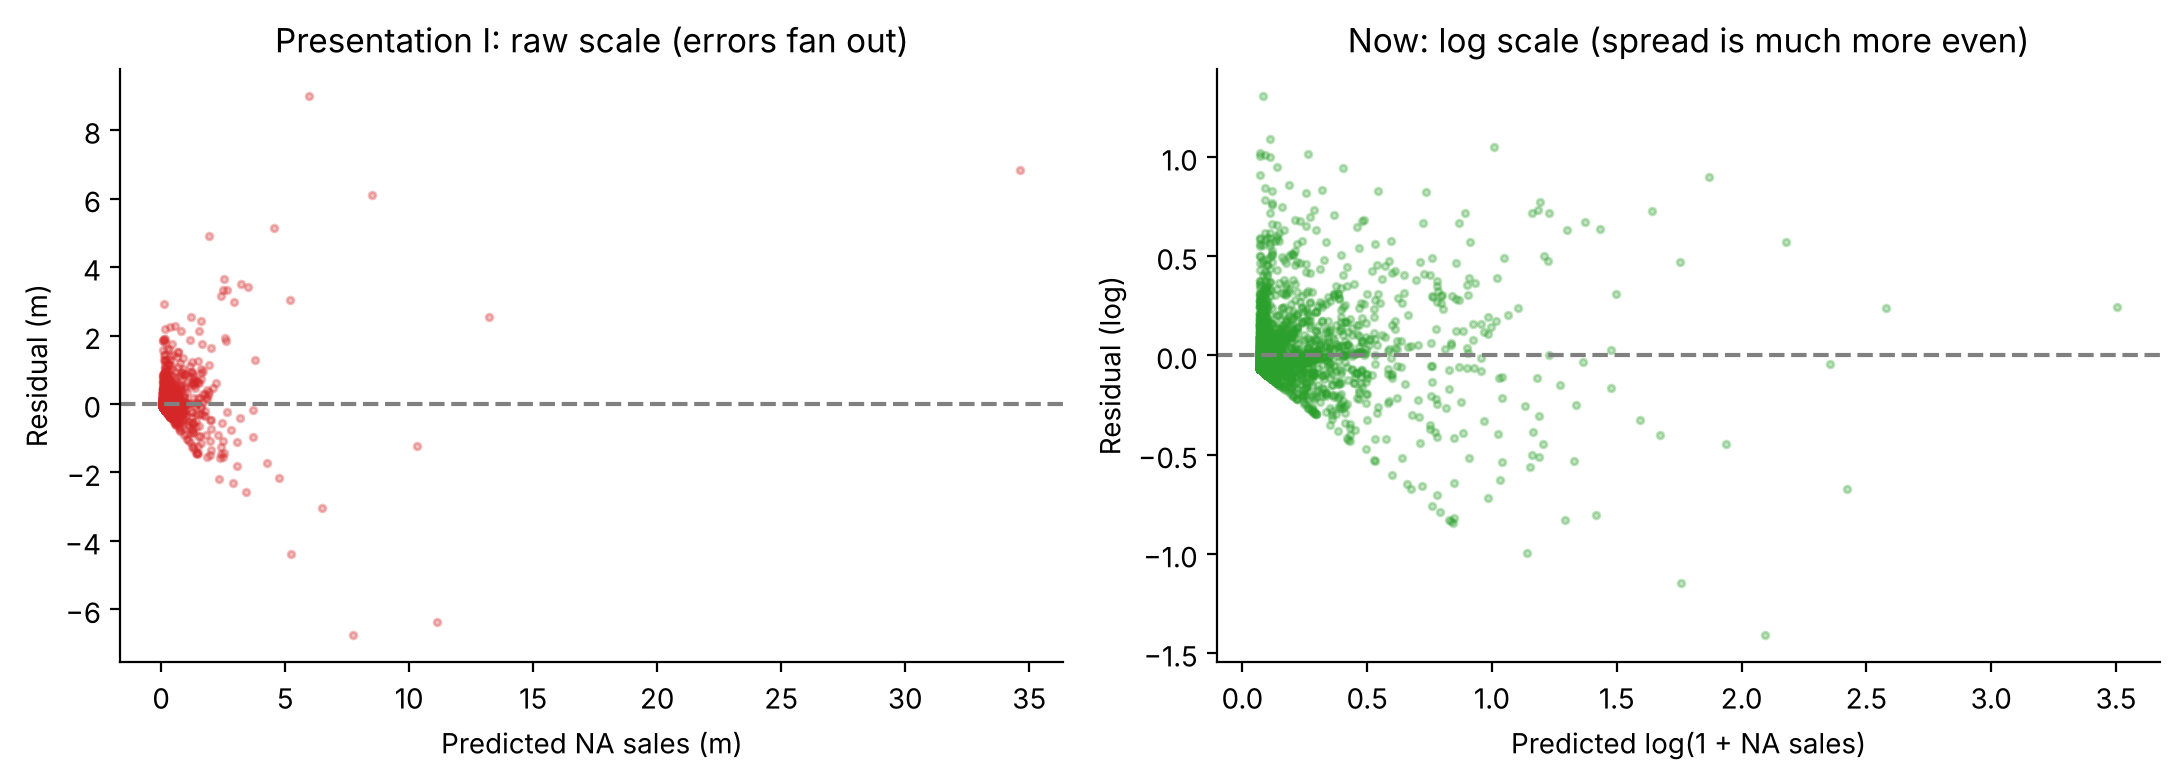 Presentation I: raw scale (errors fan out)
Residual (m)
8
6
4
2
0
−2
−4
−6
0 5 10 15 20 25 30 35
Predicted NA sales (m)
Now: log scale (spread is much more even)
Residual (log)
1.0
0.5
0.0
−0.5
−1.0
−1.5
0.0 0.5 1.0 1.5 2.0 2.5 3.0 3.5
Predicted log(1 + NA sales)